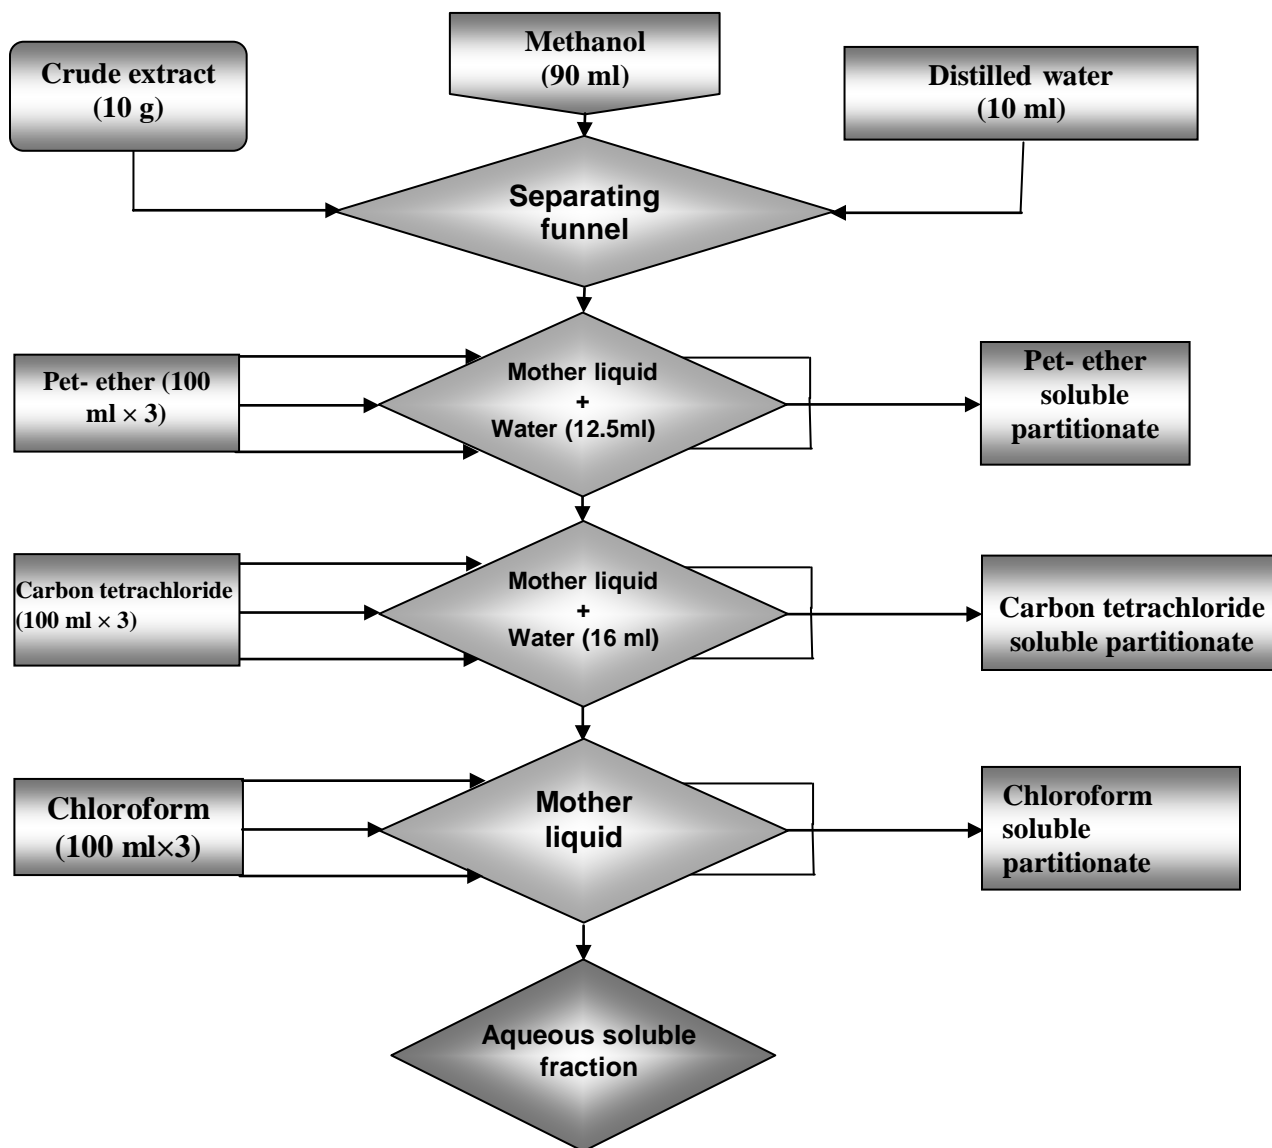 Crude extract
(10 g)
Methanol
(90 ml)
Distilled water
(10 ml)
Separating
funnel
Pet- ether (100
ml × 3)
Mother liquid
+
Water (12.5ml)
Pet- ether
soluble
partitionate
Carbon tetrachloride
(100 ml × 3)
Mother liquid
+
Water (16 ml)
Carbon tetrachloride
soluble partitionate
Chloroform
(100 ml×3)
Mother
liquid
Chloroform
soluble
partitionate
Aqueous soluble
fraction